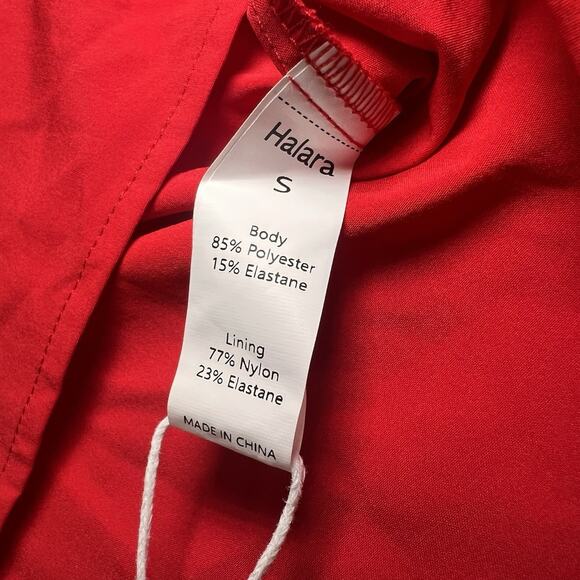 Halara
S
Body
85% Polyester
15% Elastane
Lining
77% Nylon
23% Elastane
MADE IN CHINA